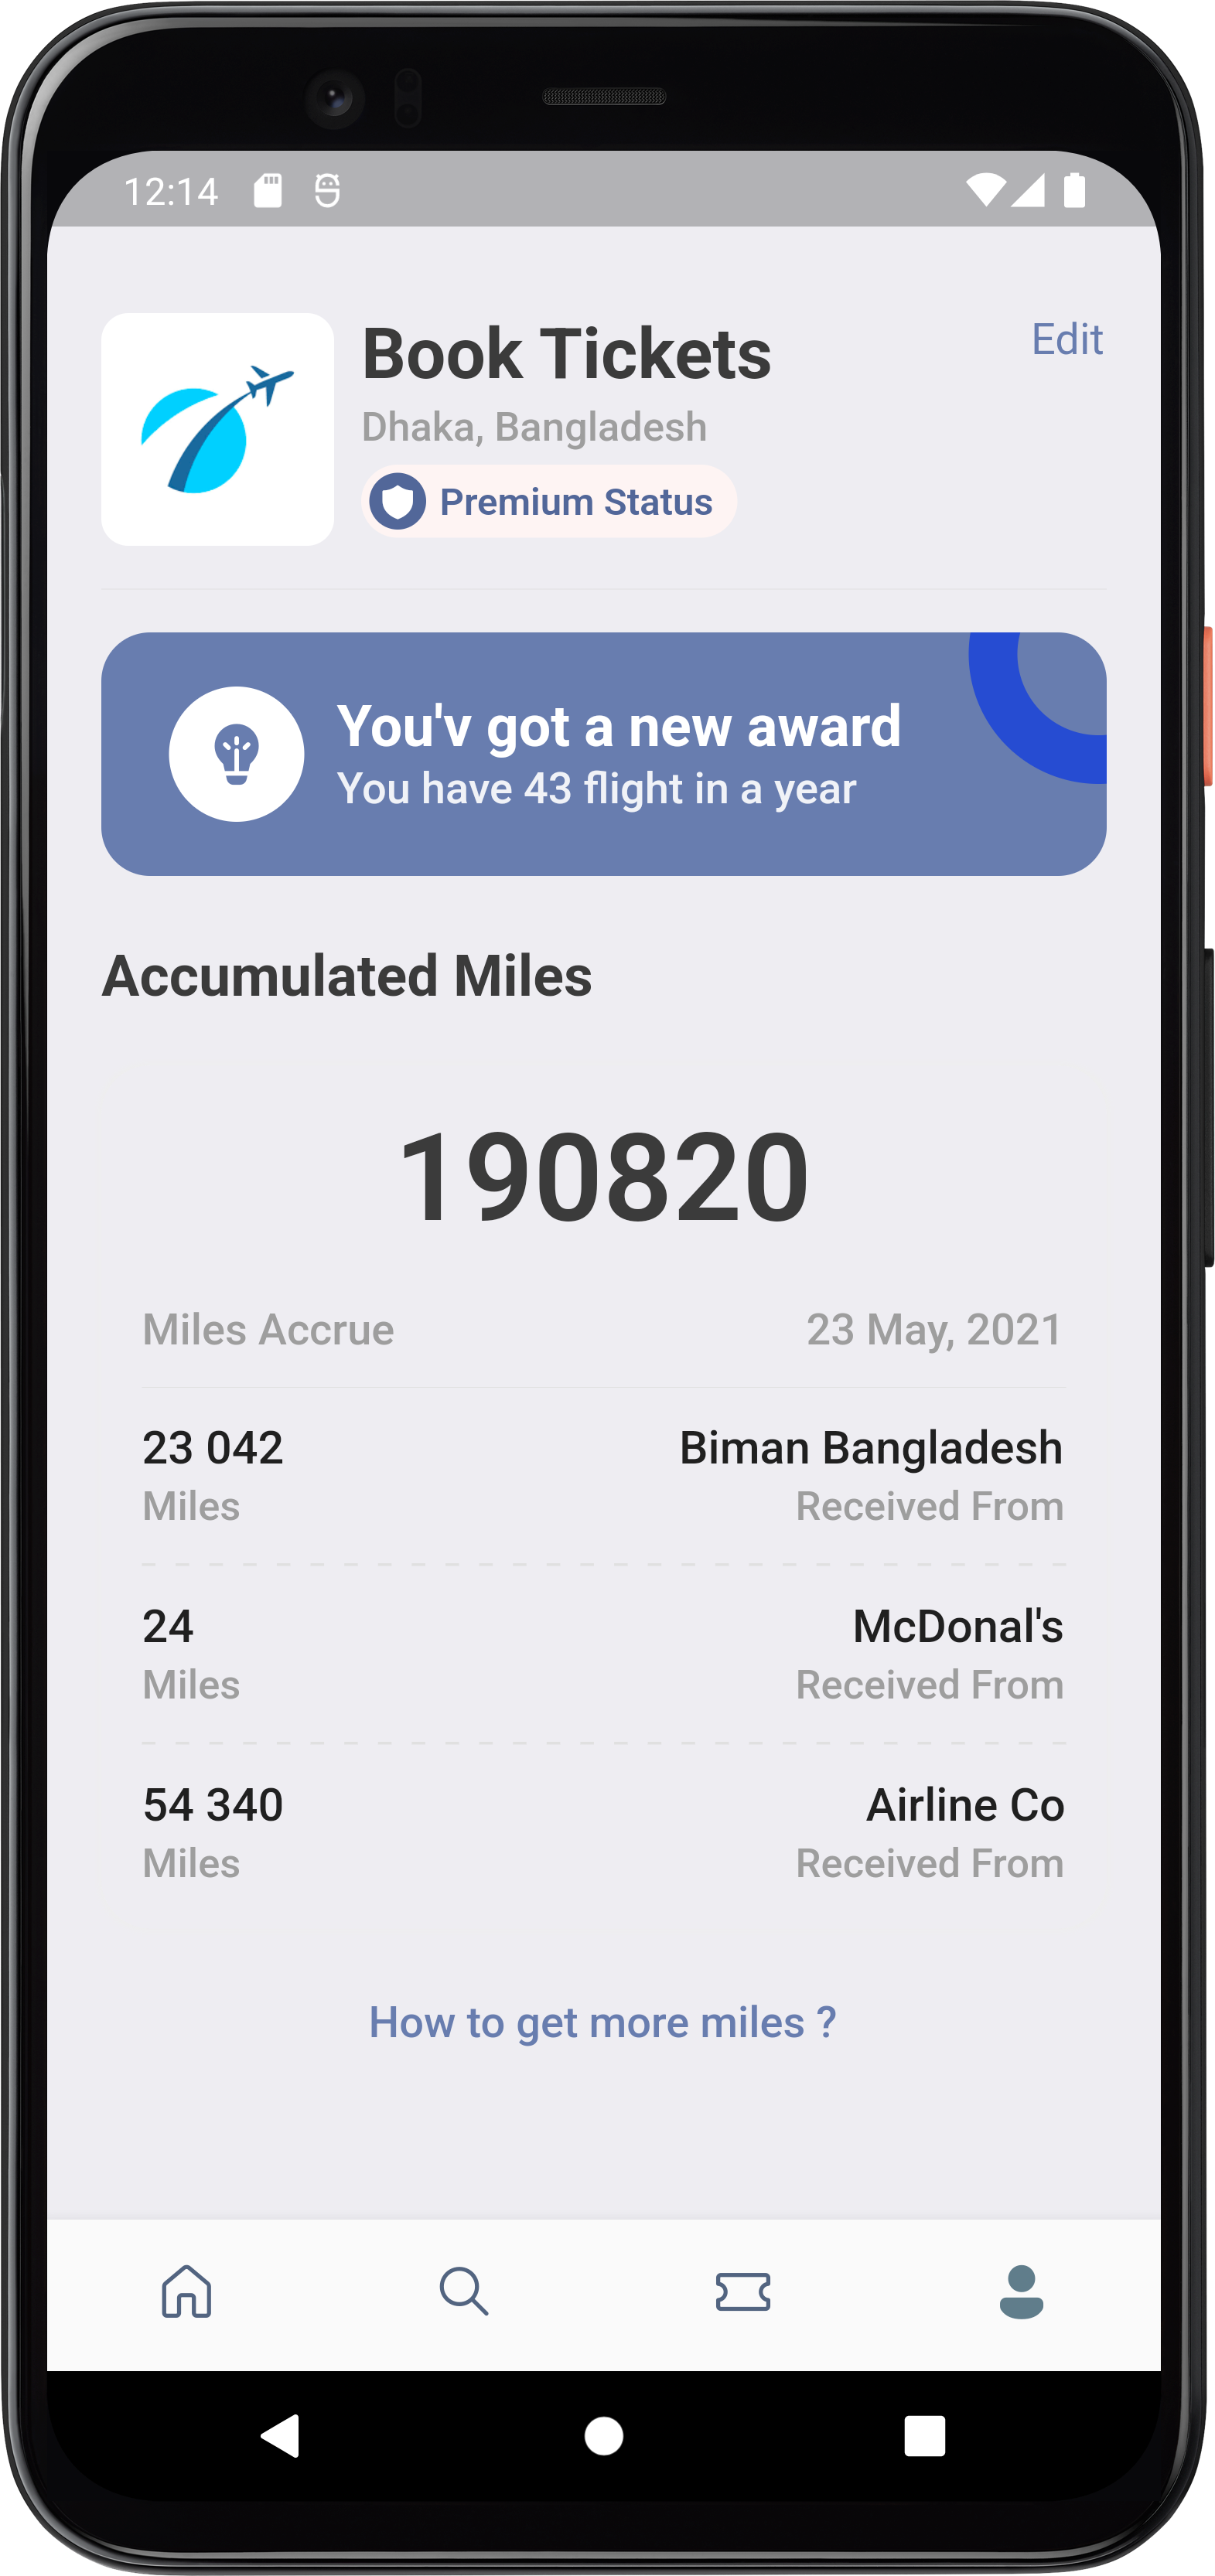 12:14
Book Tickets
Edit
Dhaka, Bangladesh
Premium Status
You'v got a new award
You have 43 flight in a year
Accumulated Miles
190820
Miles Accrue
23 May, 2021
23 042
Biman Bangladesh
Miles
Received From
24
McDonal's
Miles
Received From
54 340
Airline Co
Miles
Received From
How to get more miles ?